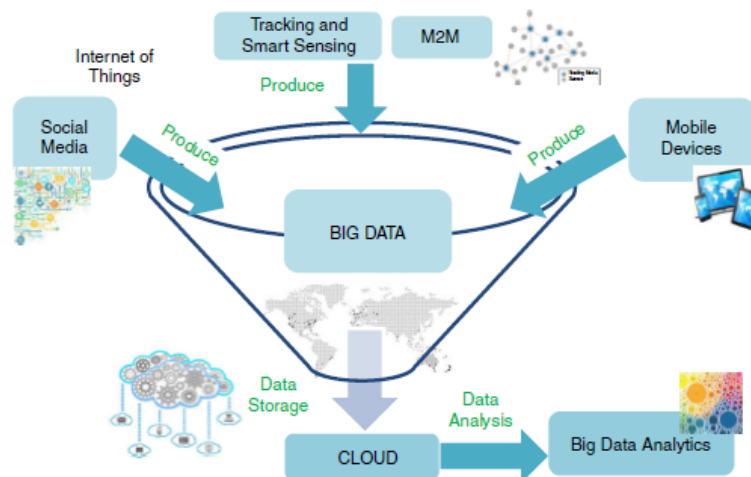 Tracking and
Smart Sensing
M2M
Internet of
Things
Produce
Social
Media
Produce
Produce
Mobile
Devices
BIG DATA
Data
Storage
Data
Analysis
CLOUD
Big Data Analytics